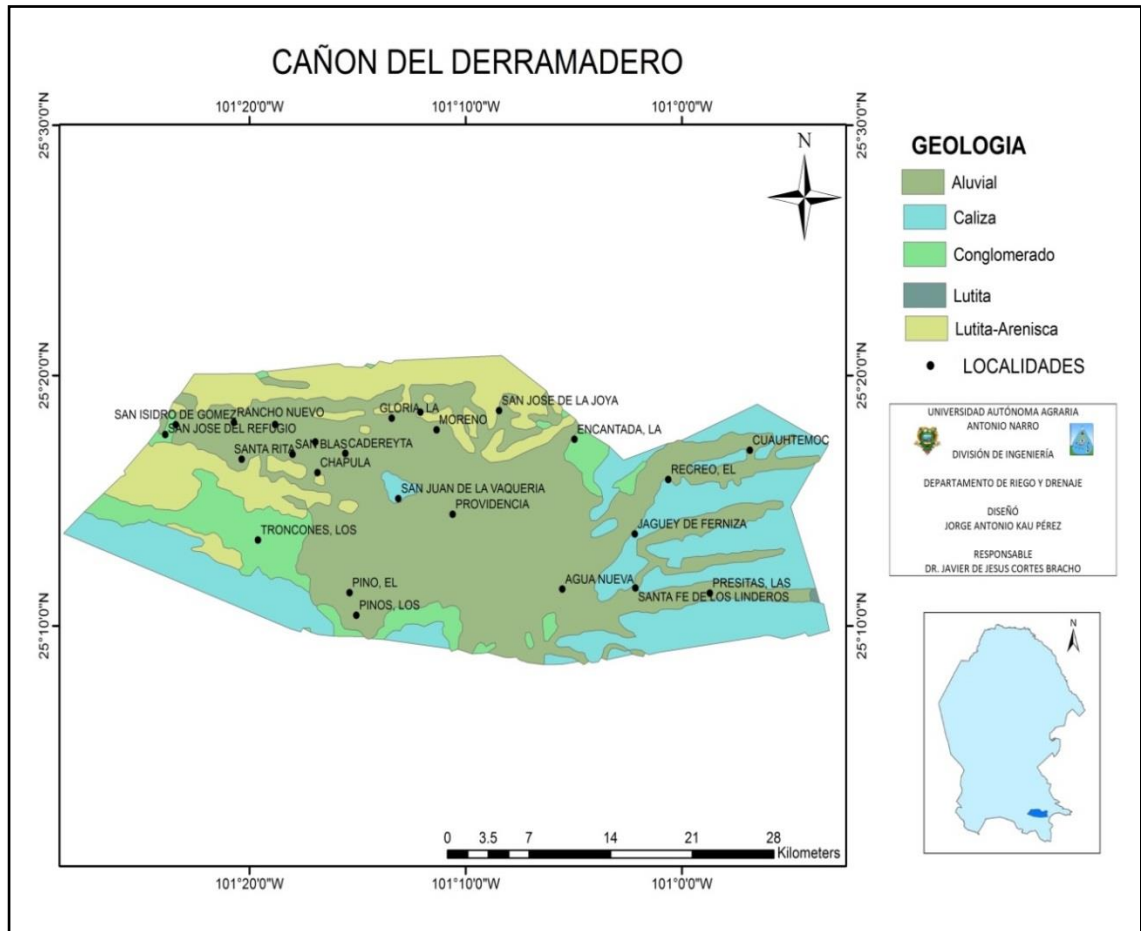 CAÑON DEL DERRAMADERO
101°20'0"W
101°10'0"W
101°0'0"W
25°30'0"N
25°30'0"N
N
GEOLOGIA
Aluvial
Caliza
Conglomerado
Lutita
Lutita-Arenisca
LOCALIDADES
25°20'0"N
25°20'0"N
SAN JOSE DE LA JOYA
GLORIA, LA
SAN ISIDRO DE GOMEZ
RANCHO NUEVO
SAN JOSE DEL REFUGIO
MORENO
ENCANTADA, LA
SANTA RITA
SAN BLAS
CADEREYTA
CUAUHTEMOC
CHAPULA
RECREO, EL
SAN JUAN DE LA VAQUERIA
PROVIDENCIA
TRONCONES, LOS
JAGUEY DE FERNIZA
PINO, EL
AGUA NUEVA
PRESITAS, LAS
SANTA FE DE LOS LINDEROS
PINOS, LOS
25°10'0"N
25°10'0"N
UNIVERSIDAD AUTÓNOMA AGRARIA
ANTONIO NARRO
DIVISIÓN DE INGENIERÍA
DEPARTAMENTO DE RIEGO Y DRENAJE
DISEÑÓ
JORGE ANTONIO KAU PÉREZ
RESPONSABLE
DR. JAVIER DE JESUS CORTES BRACHO
N
0 3.5 7 14 21 28
Kilometers
101°20'0"W
101°10'0"W
101°0'0"W